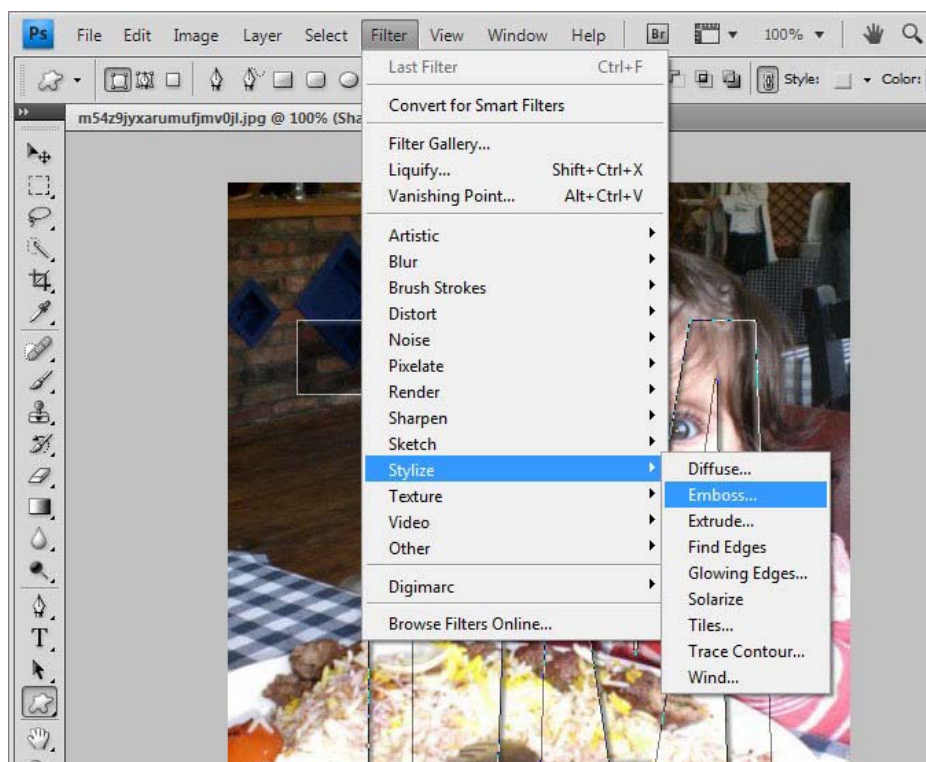 Ps File Edit Image Layer Select Filter View Window Help Br 100%
Style: Color:
m54z9jyxarumufjmv0jl.jpg @ 100% (Sha
Last Filter Ctrl+F
Convert for Smart Filters
Filter Gallery...
Liquify... Shift+Ctrl+X
Vanishing Point... Alt+Ctrl+V
Artistic
Blur
Brush Strokes
Distort
Noise
Pixelate
Render
Sharpen
Sketch
Stylize
Texture
Video
Other
Digimarc
Browse Filters Online...
Diffuse...
Emboss...
Extrude...
Find Edges
Glowing Edges...
Solarize
Tiles...
Trace Contour...
Wind...
T